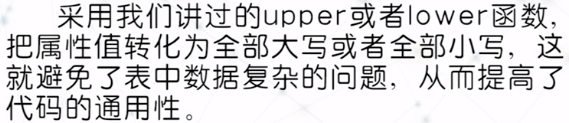 采用我们讲过的upper或者lower函数，
把属性值转化为全部大写或者全部小写，这
就避免了表中数据复杂的问题，从而提高了
代码的通用性。